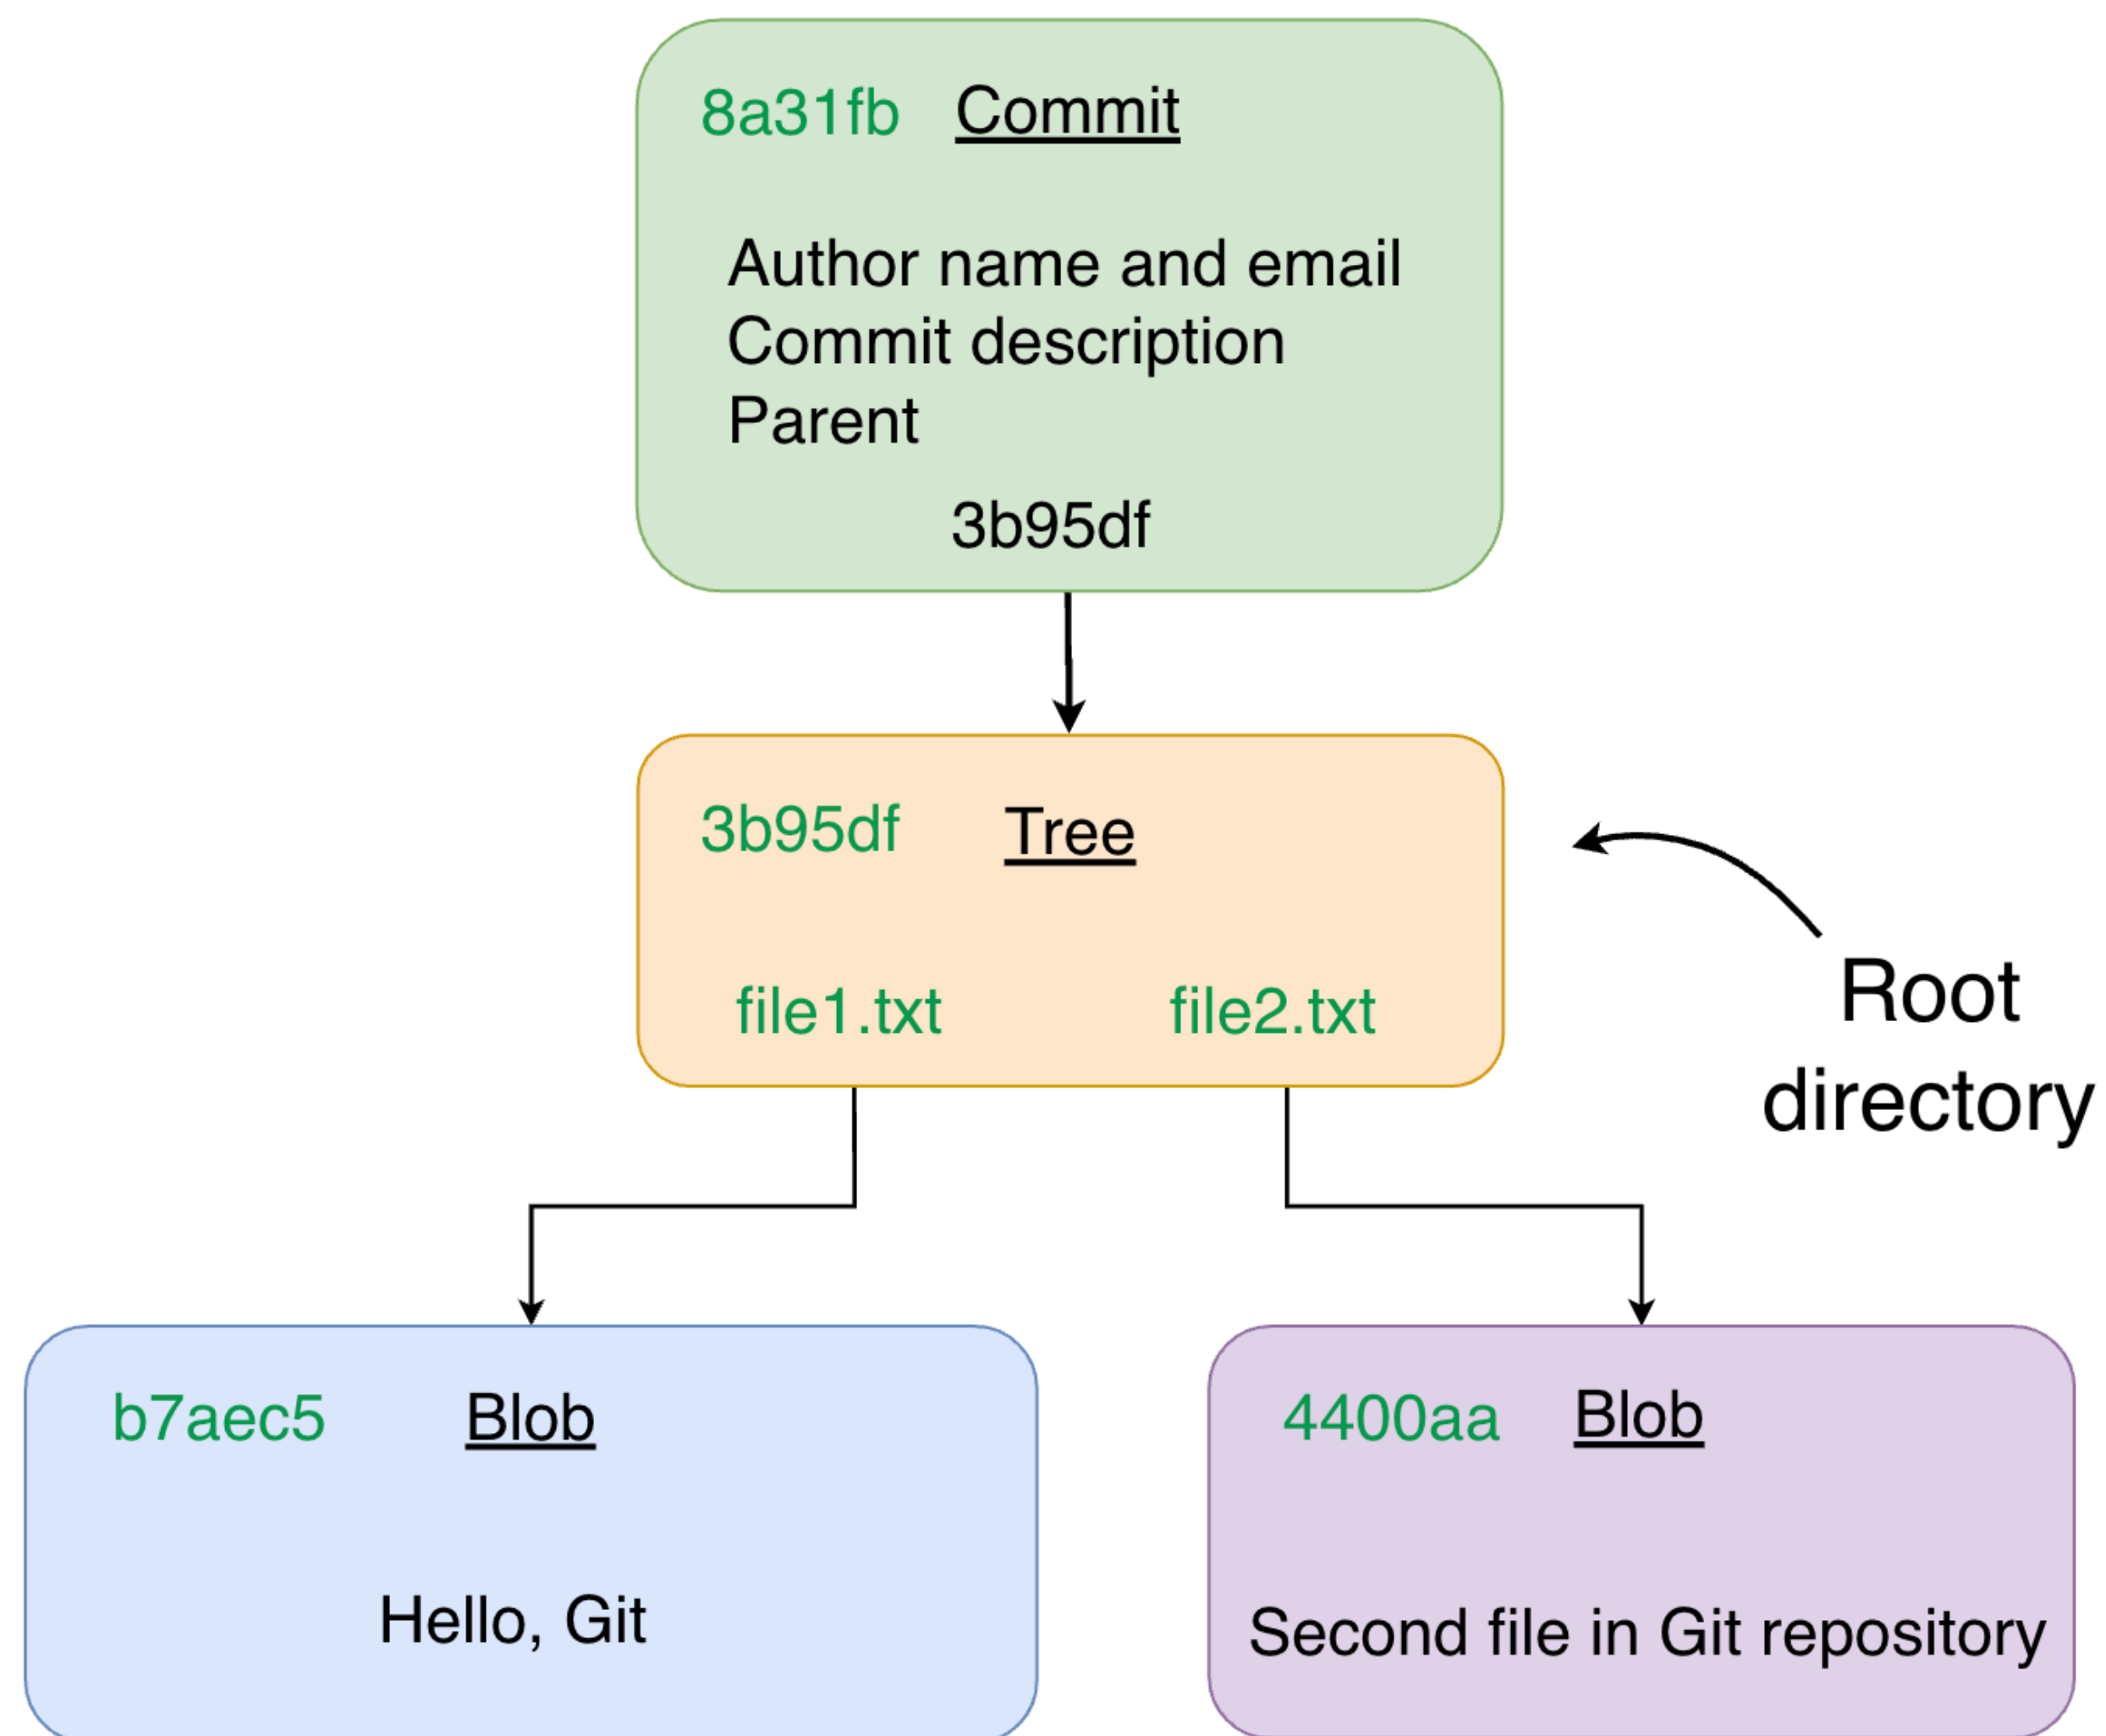 8a31fb Commit
Author name and email
Commit description
Parent
3b95df
3b95df Tree
file1.txt file2.txt
Root
directory
b7aec5 Blob
Hello, Git
4400aa Blob
Second file in Git repository